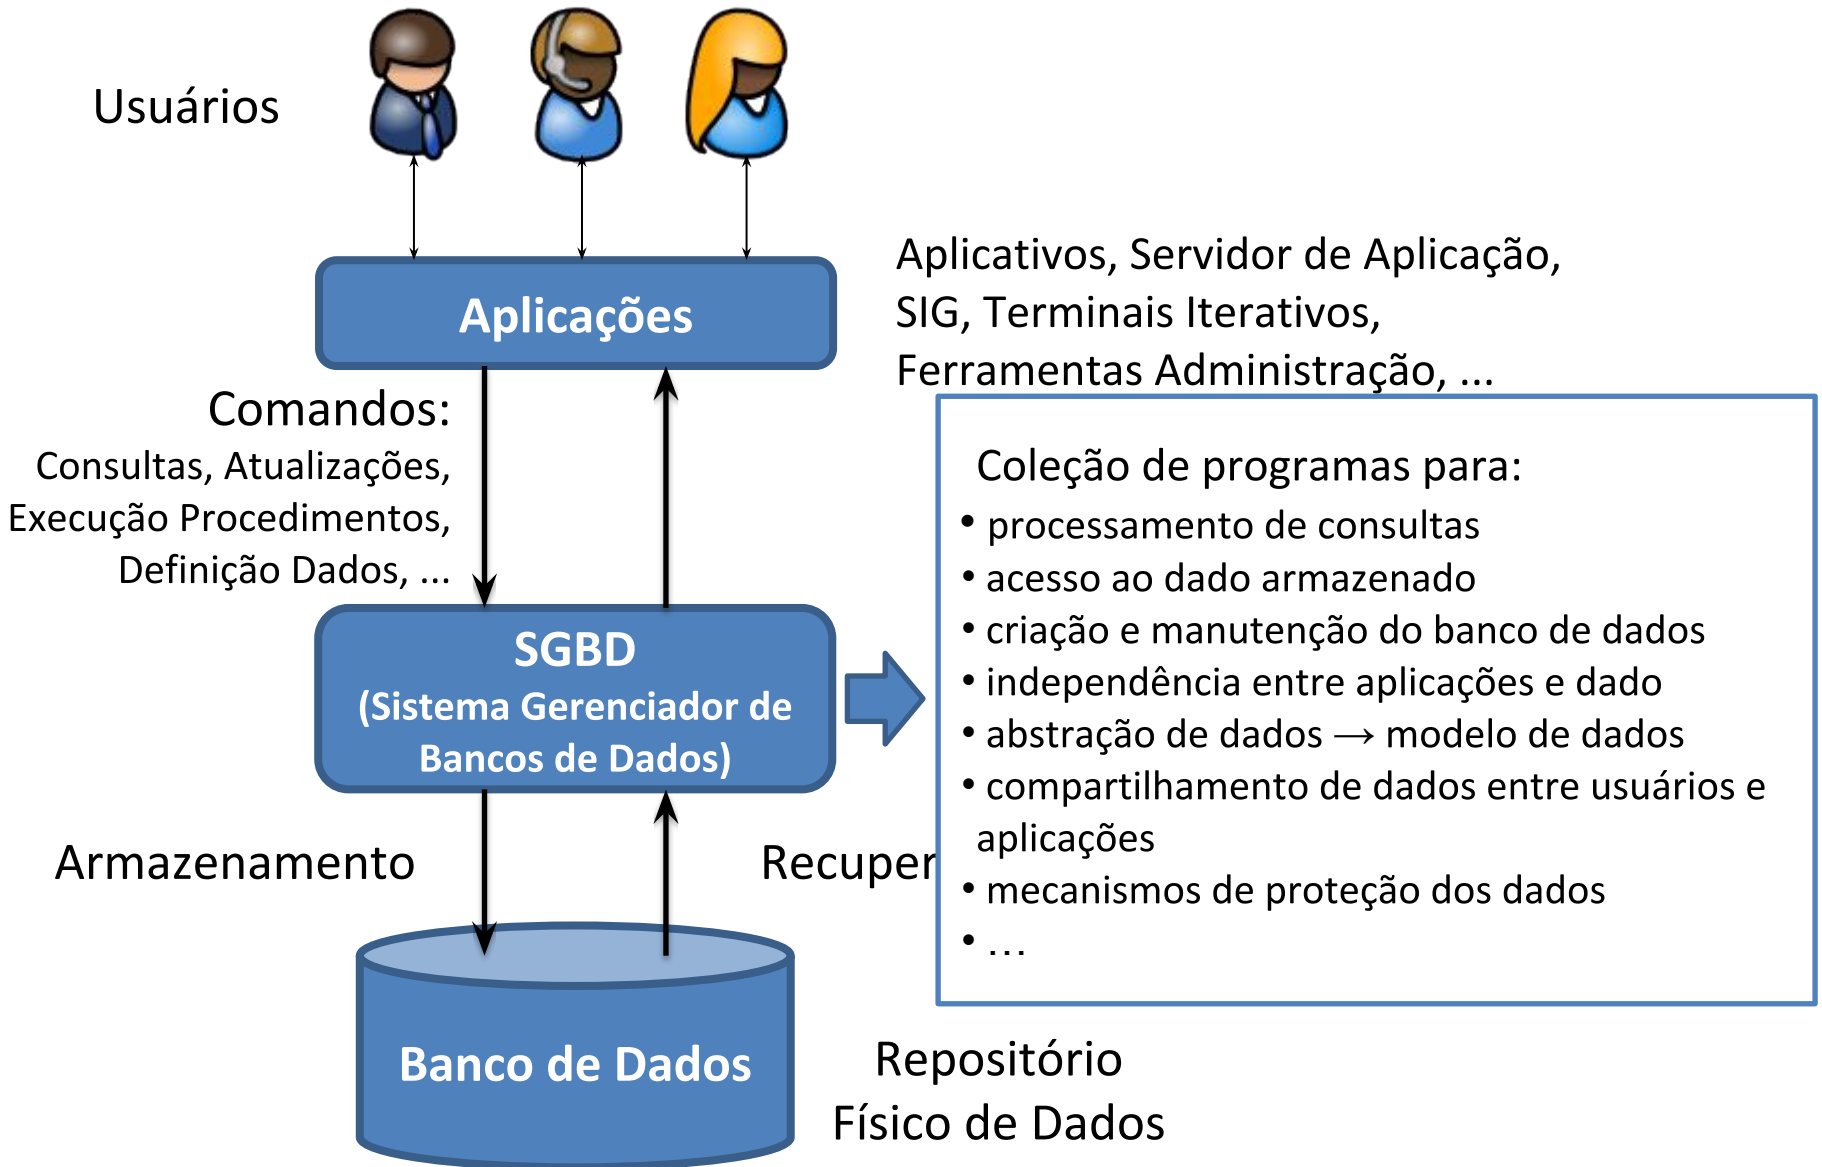 Usuários
Aplicações
Aplicativos, Servidor de Aplicação,
SIG, Terminais Iterativos,
Ferramentas Administração, ...
Comandos:
Consultas, Atualizações,
Execução Procedimentos,
Definição Dados, ...
SGBD
(Sistema Gerenciador de
Bancos de Dados)
Coleção de programas para:
• processamento de consultas
• acesso ao dado armazenado
• criação e manutenção do banco de dados
• independência entre aplicações e dado
• abstração de dados → modelo de dados
• compartilhamento de dados entre usuários e
aplicações
• mecanismos de proteção dos dados
• ...
Armazenamento
Recuper
Banco de Dados
Repositório
Físico de Dados